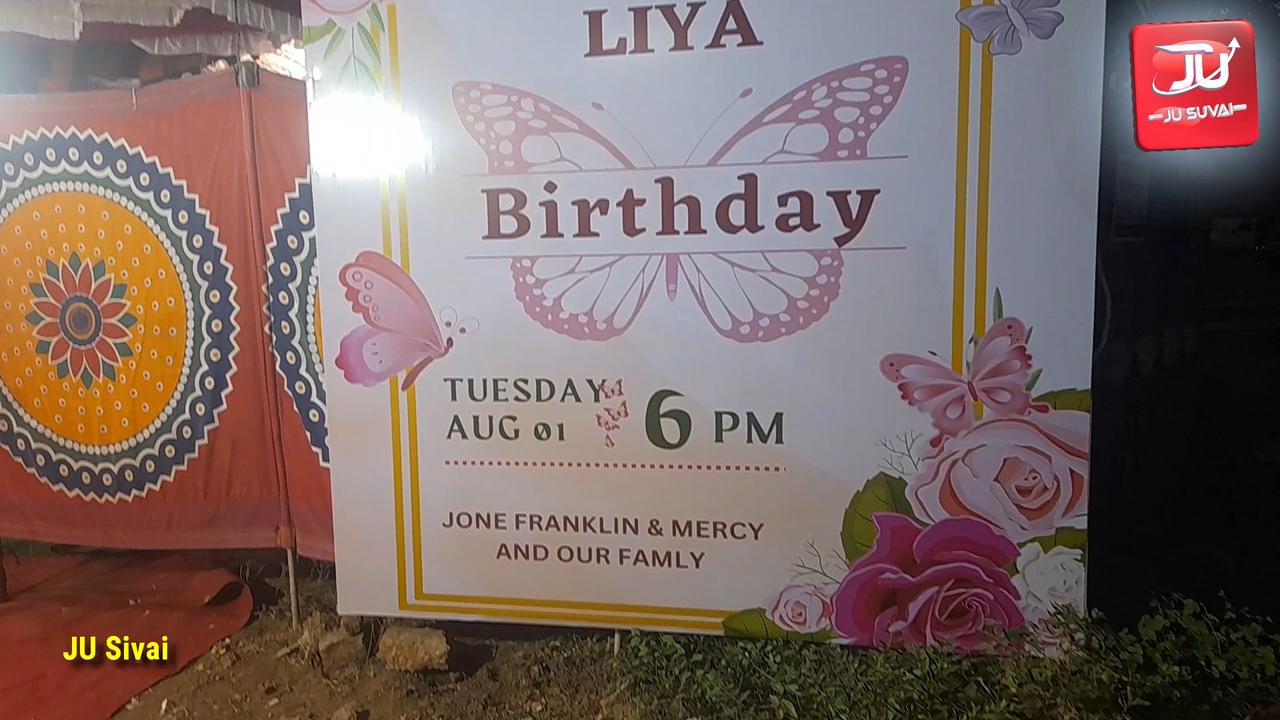 LIYA
Birthday
TUESDAY
AUG 01
6 PM
JONE FRANKLIN & MERCY
AND OUR FAMLY
JU
JU SUVAI
JU Sivai